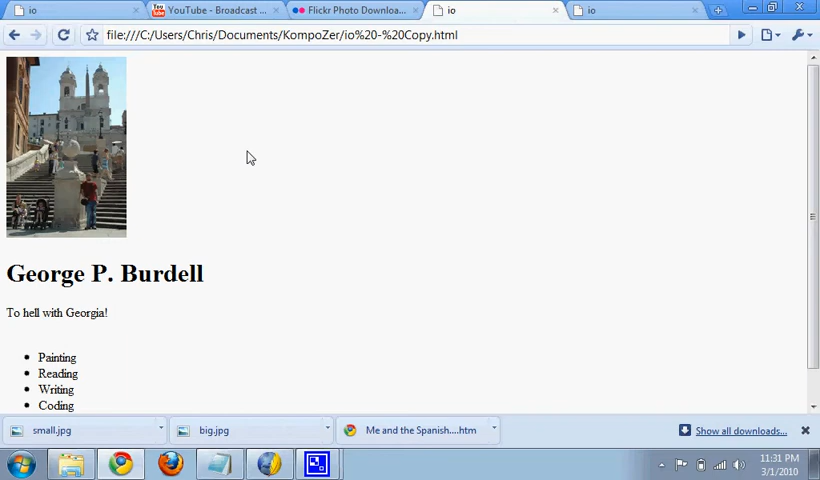 io
YouTube - Broadcast ...
Flickr Photo Downloa...
io
io
file:///C:/Users/Chris/Documents/KompoZer/io%20-%20Copy.html
George P. Burdell
To hell with Georgia!
Painting
Reading
Writing
Coding
small.jpg
big.jpg
Me and the Spanish....htm
Show all downloads...
11:31 PM
3/1/2010